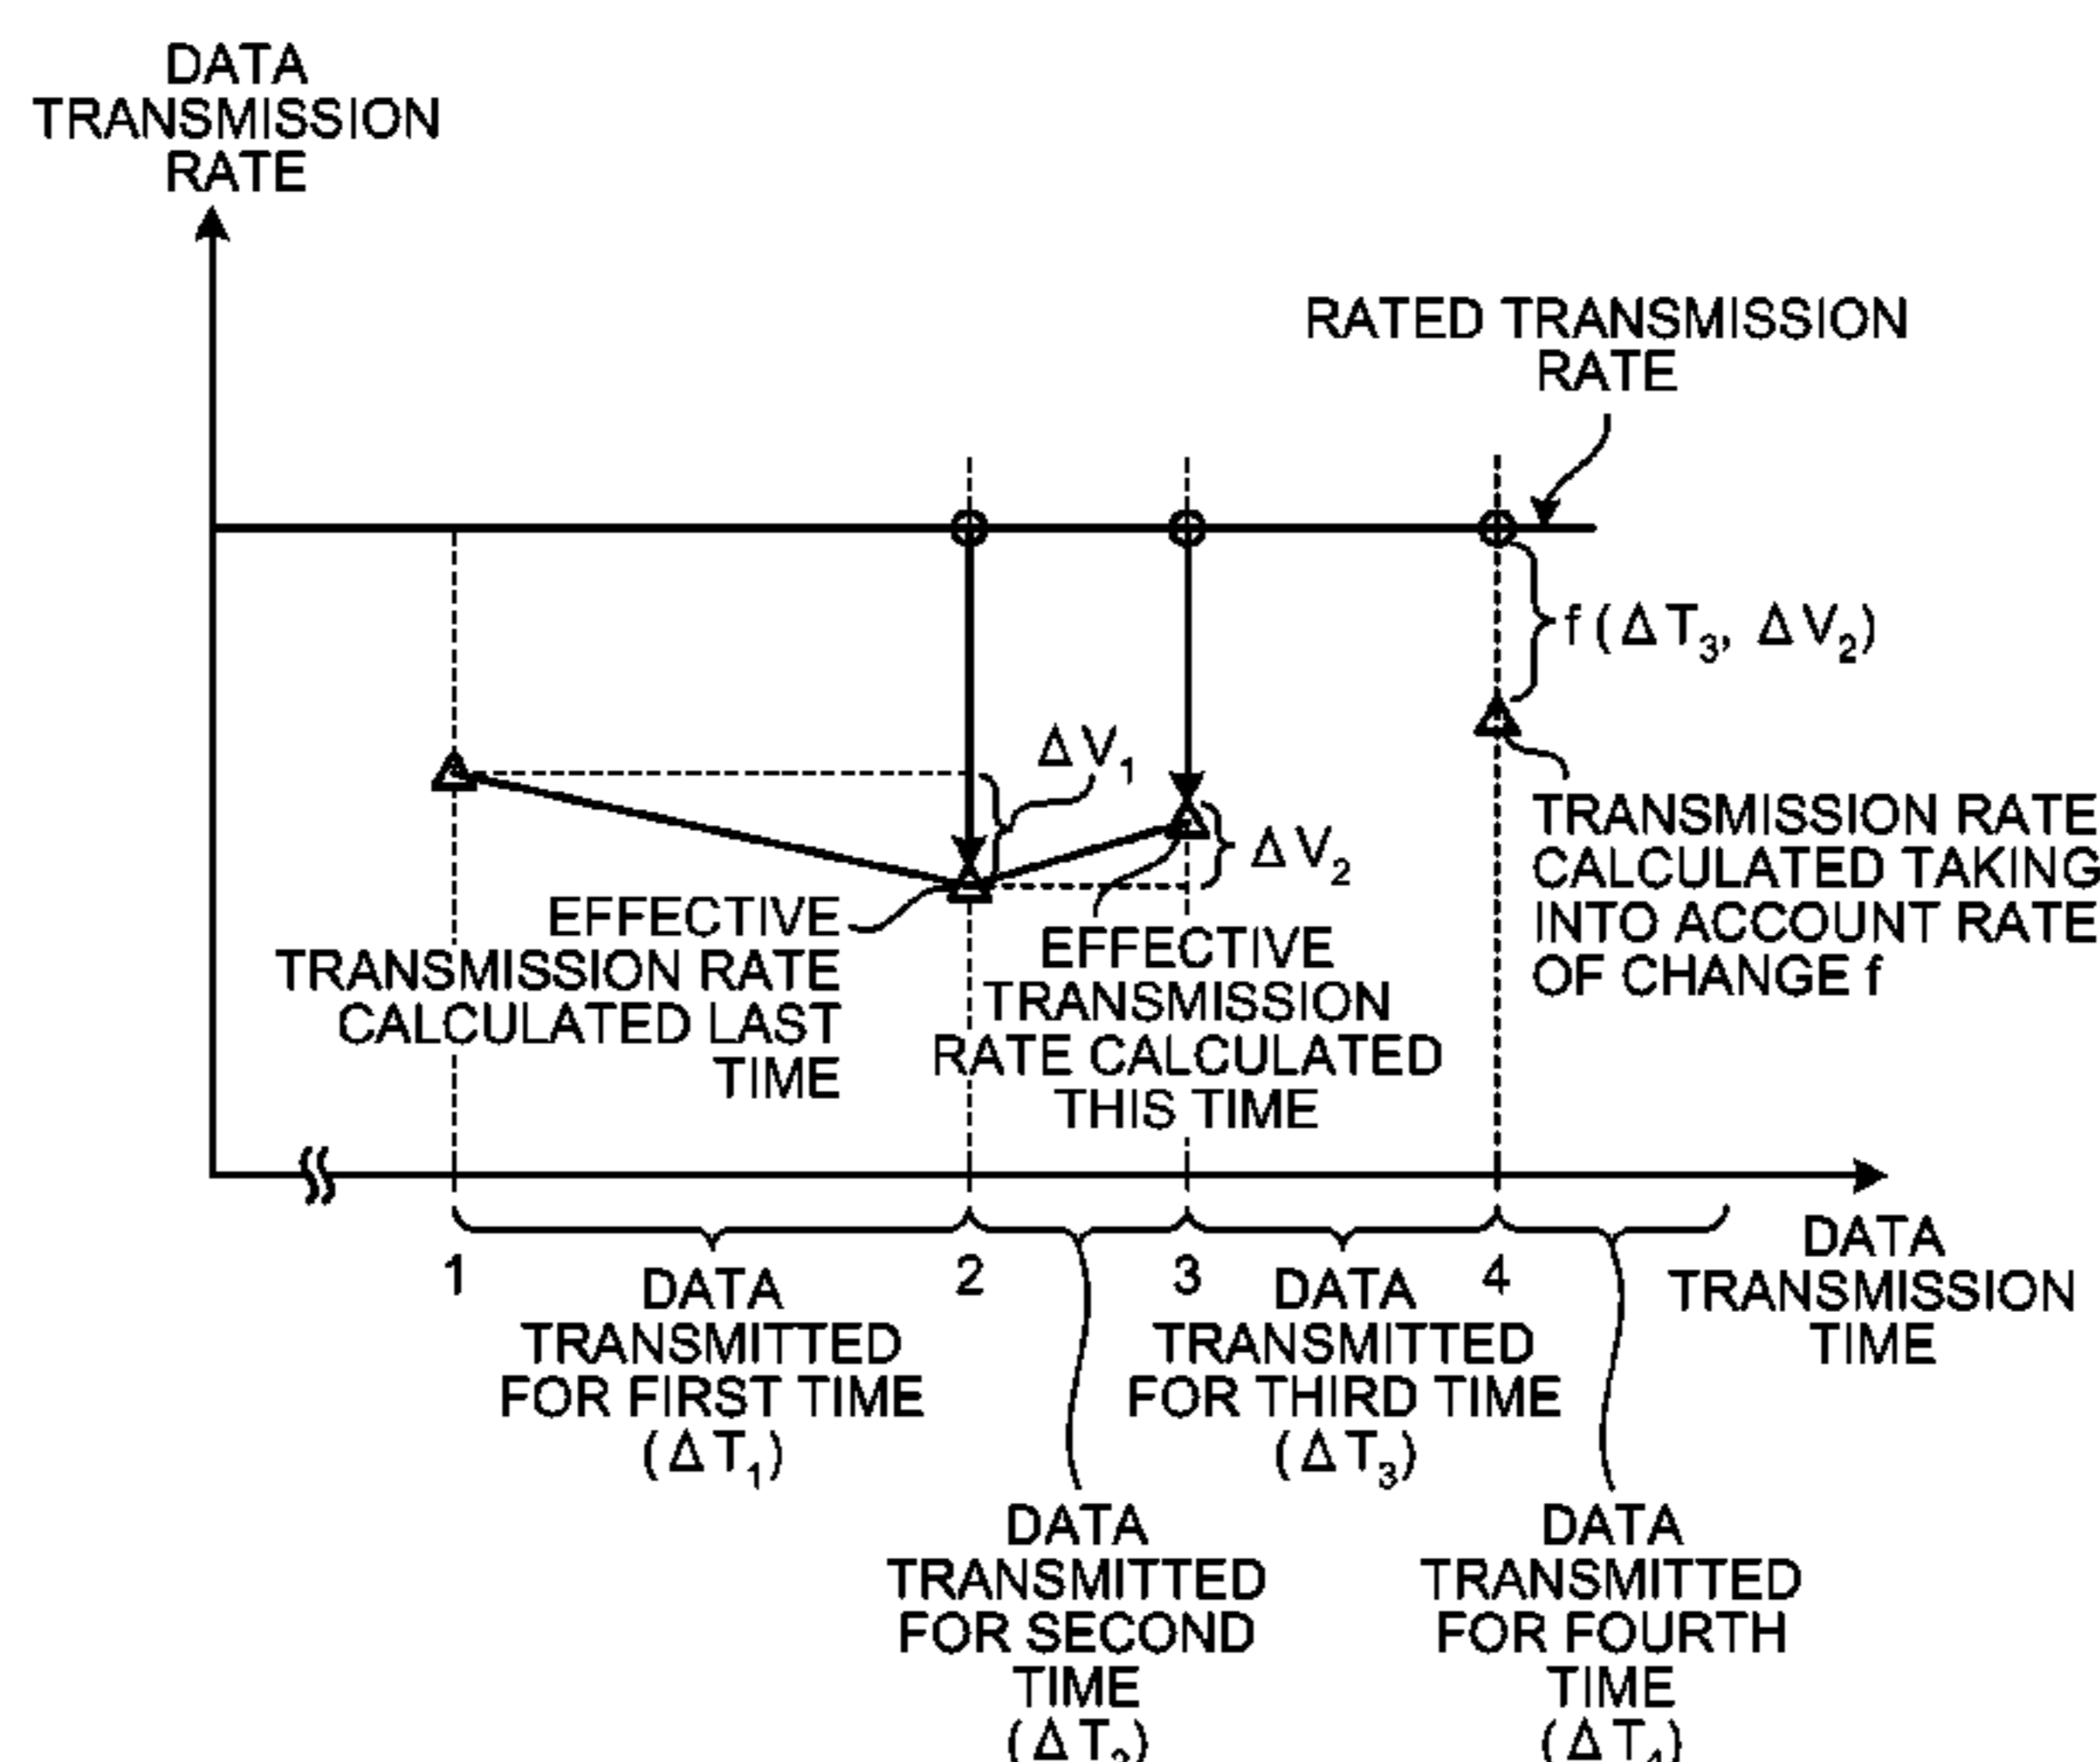 DATA
TRANSMISSION
RATE
RATED TRANSMISSION
RATE
f (ΔT₃, ΔV₂)
ΔV₁
ΔV₂
TRANSMISSION RATE
CALCULATED TAKING
INTO ACCOUNT RATE
OF CHANGE f
EFFECTIVE
TRANSMISSION RATE
CALCULATED LAST
TIME
EFFECTIVE
TRANSMISSION
RATE CALCULATED
THIS TIME
1
2
3
4
DATA
TRANSMISSION
TIME
DATA
TRANSMITTED
FOR FIRST TIME
(ΔT₁)
DATA
TRANSMITTED
FOR THIRD TIME
(ΔT₃)
DATA
TRANSMITTED
FOR SECOND
TIME
(ΔT₂)
DATA
TRANSMITTED
FOR FOURTH
TIME
(ΔT₄)